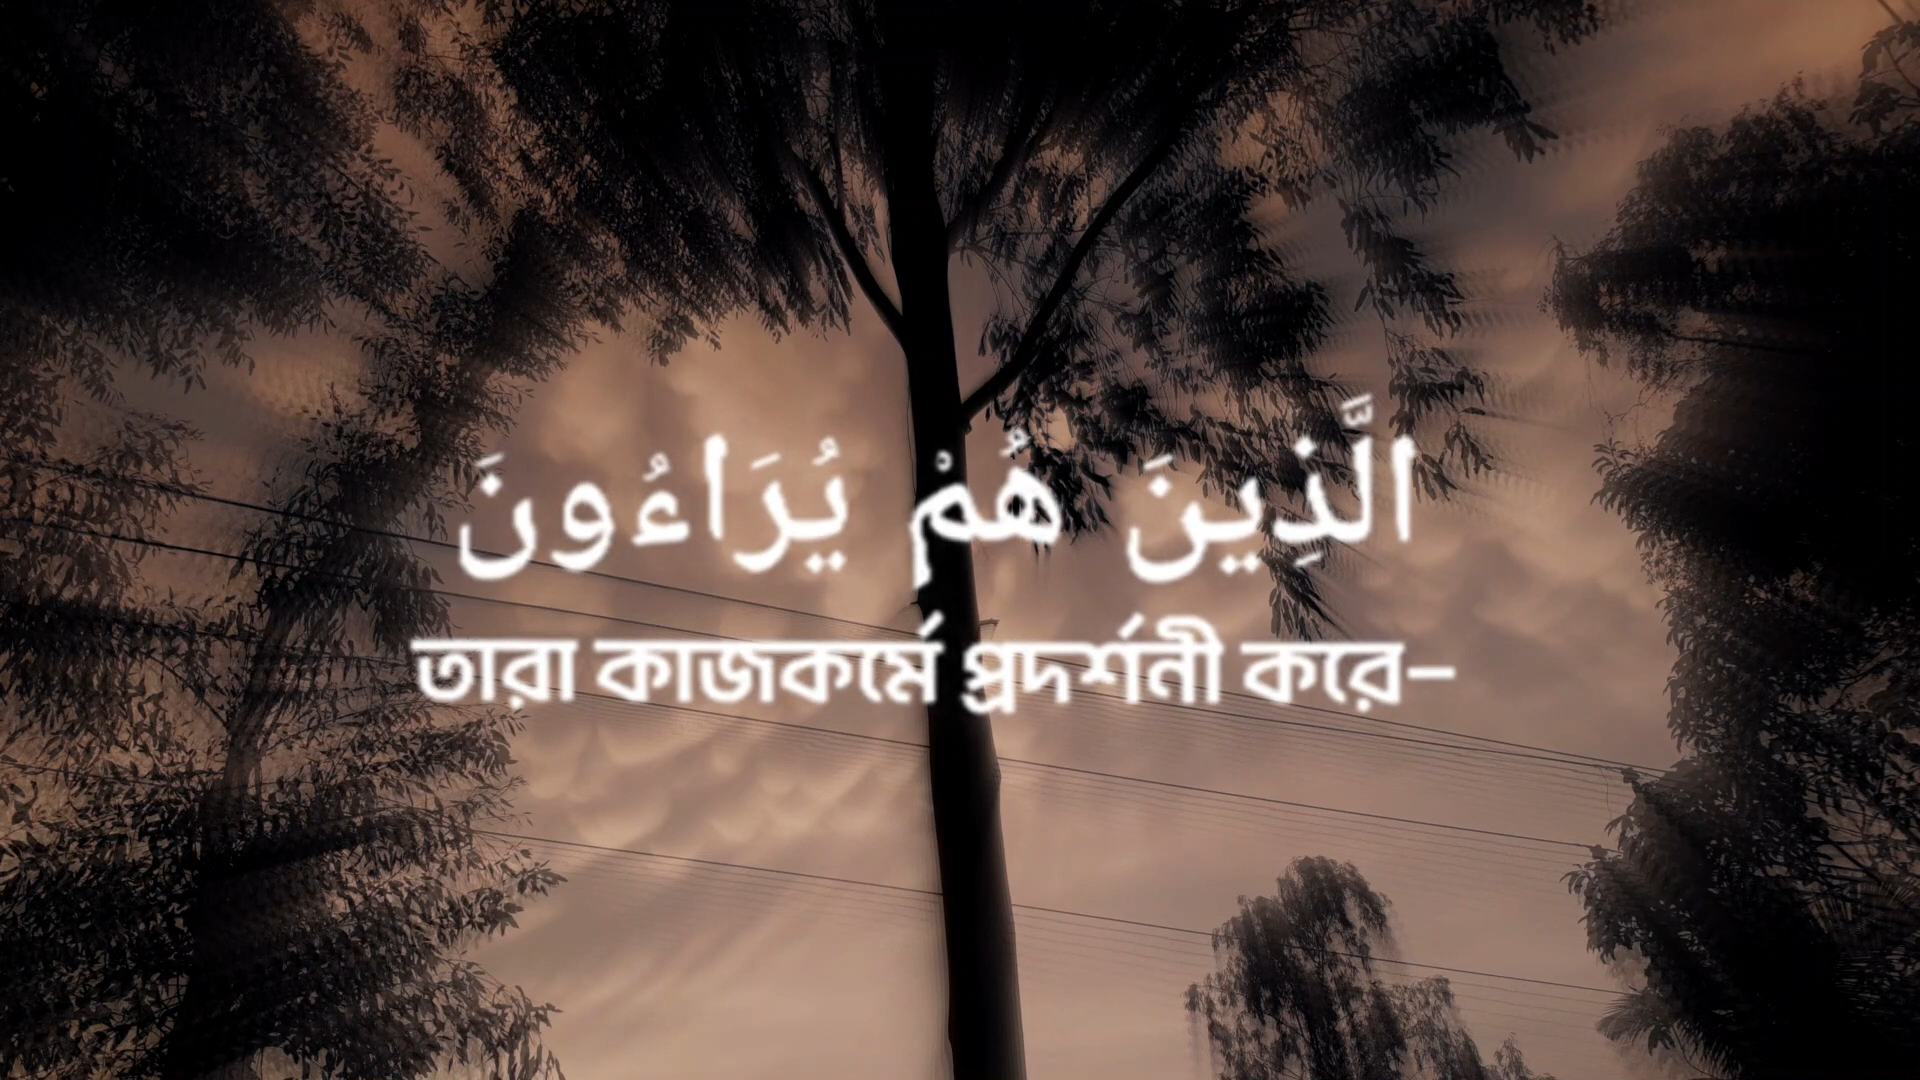 الَّذِينَ هُمْ يُرَاءُونَ
তারা কাজকর্মে প্রদর্শনী করে-